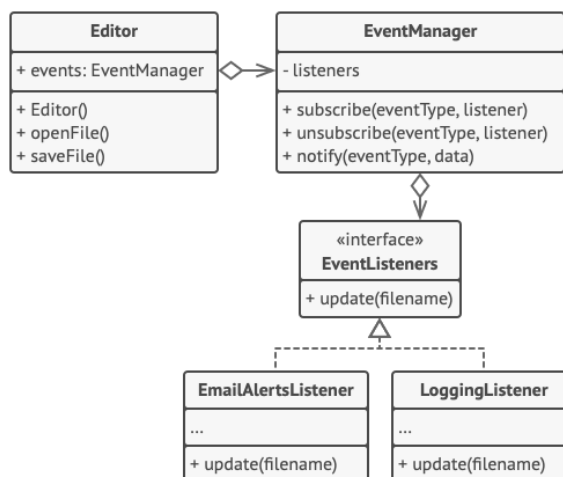 Editor
+ events: EventManager
+ Editor()
+ openFile()
+ saveFile()
EventManager
- listeners
+ subscribe(eventType, listener)
+ unsubscribe(eventType, listener)
+ notify(eventType, data)
«interface»
EventListeners
+ update(filename)
EmailAlertsListener
...
+ update(filename)
LoggingListener
...
+ update(filename)